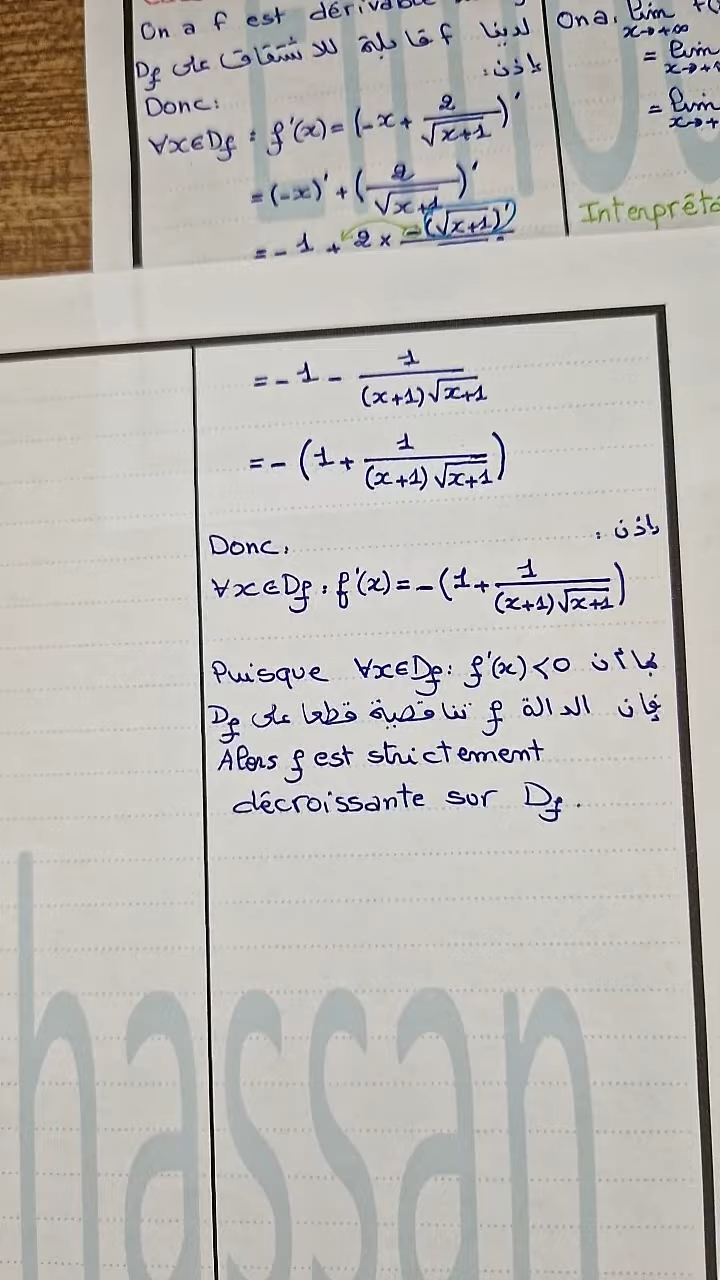 On a f est dérivable
لدينا f قابلة للاشتقاق على Df
إذن:
Donc:
∀x∈Df : f'(x) = (-x + 2/√(x+1))'
= (-x)' + (2/√(x+1))'
= -1 + 2 × -(√(x+1))'
On a. lim
x→+∞
= lim
= lim
Interpréta
= -1 - 1/((x+1)√(x+1))
= -(1 + 1/((x+1)√(x+1)))
Donc, إذن :
∀x∈Df : f'(x) = -(1 + 1/((x+1)√(x+1)))
Puisque ∀x∈Df : f'(x) < 0 بما أن
فإن الدالة f تناقصية قطعا على Df
Alors f est strictement
décroissante sur Df.
hassan